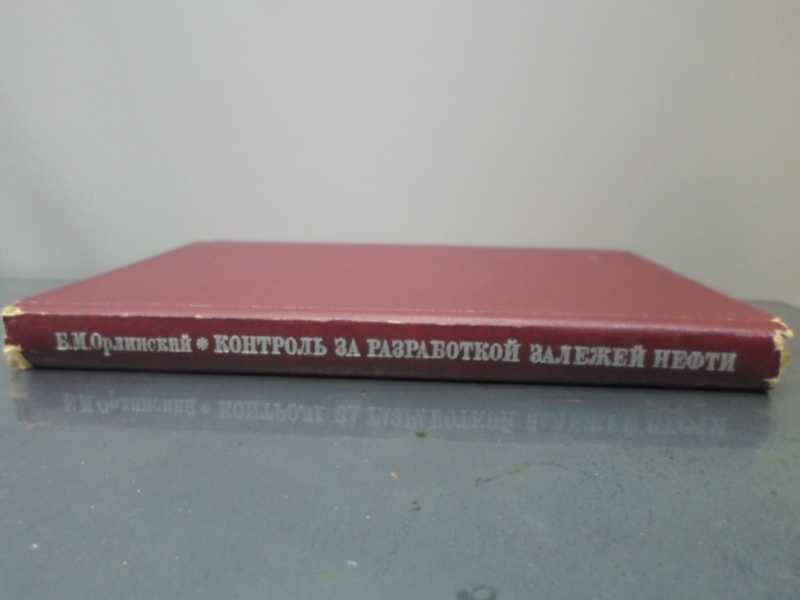 Б.М.Орлинский * КОНТРОЛЬ ЗА РАЗРАБОТКОЙ ЗАЛЕЖЕЙ НЕФТИ